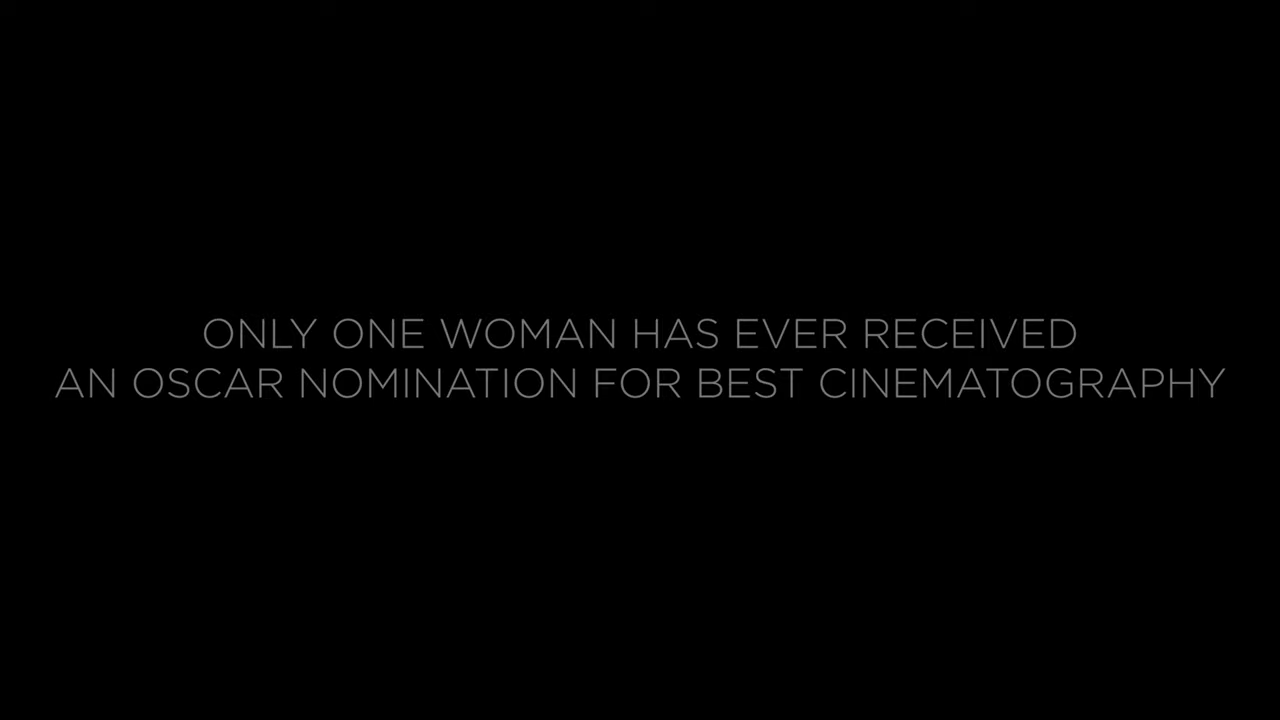 ONLY ONE WOMAN HAS EVER RECEIVED
AN OSCAR NOMINATION FOR BEST CINEMATOGRAPHY